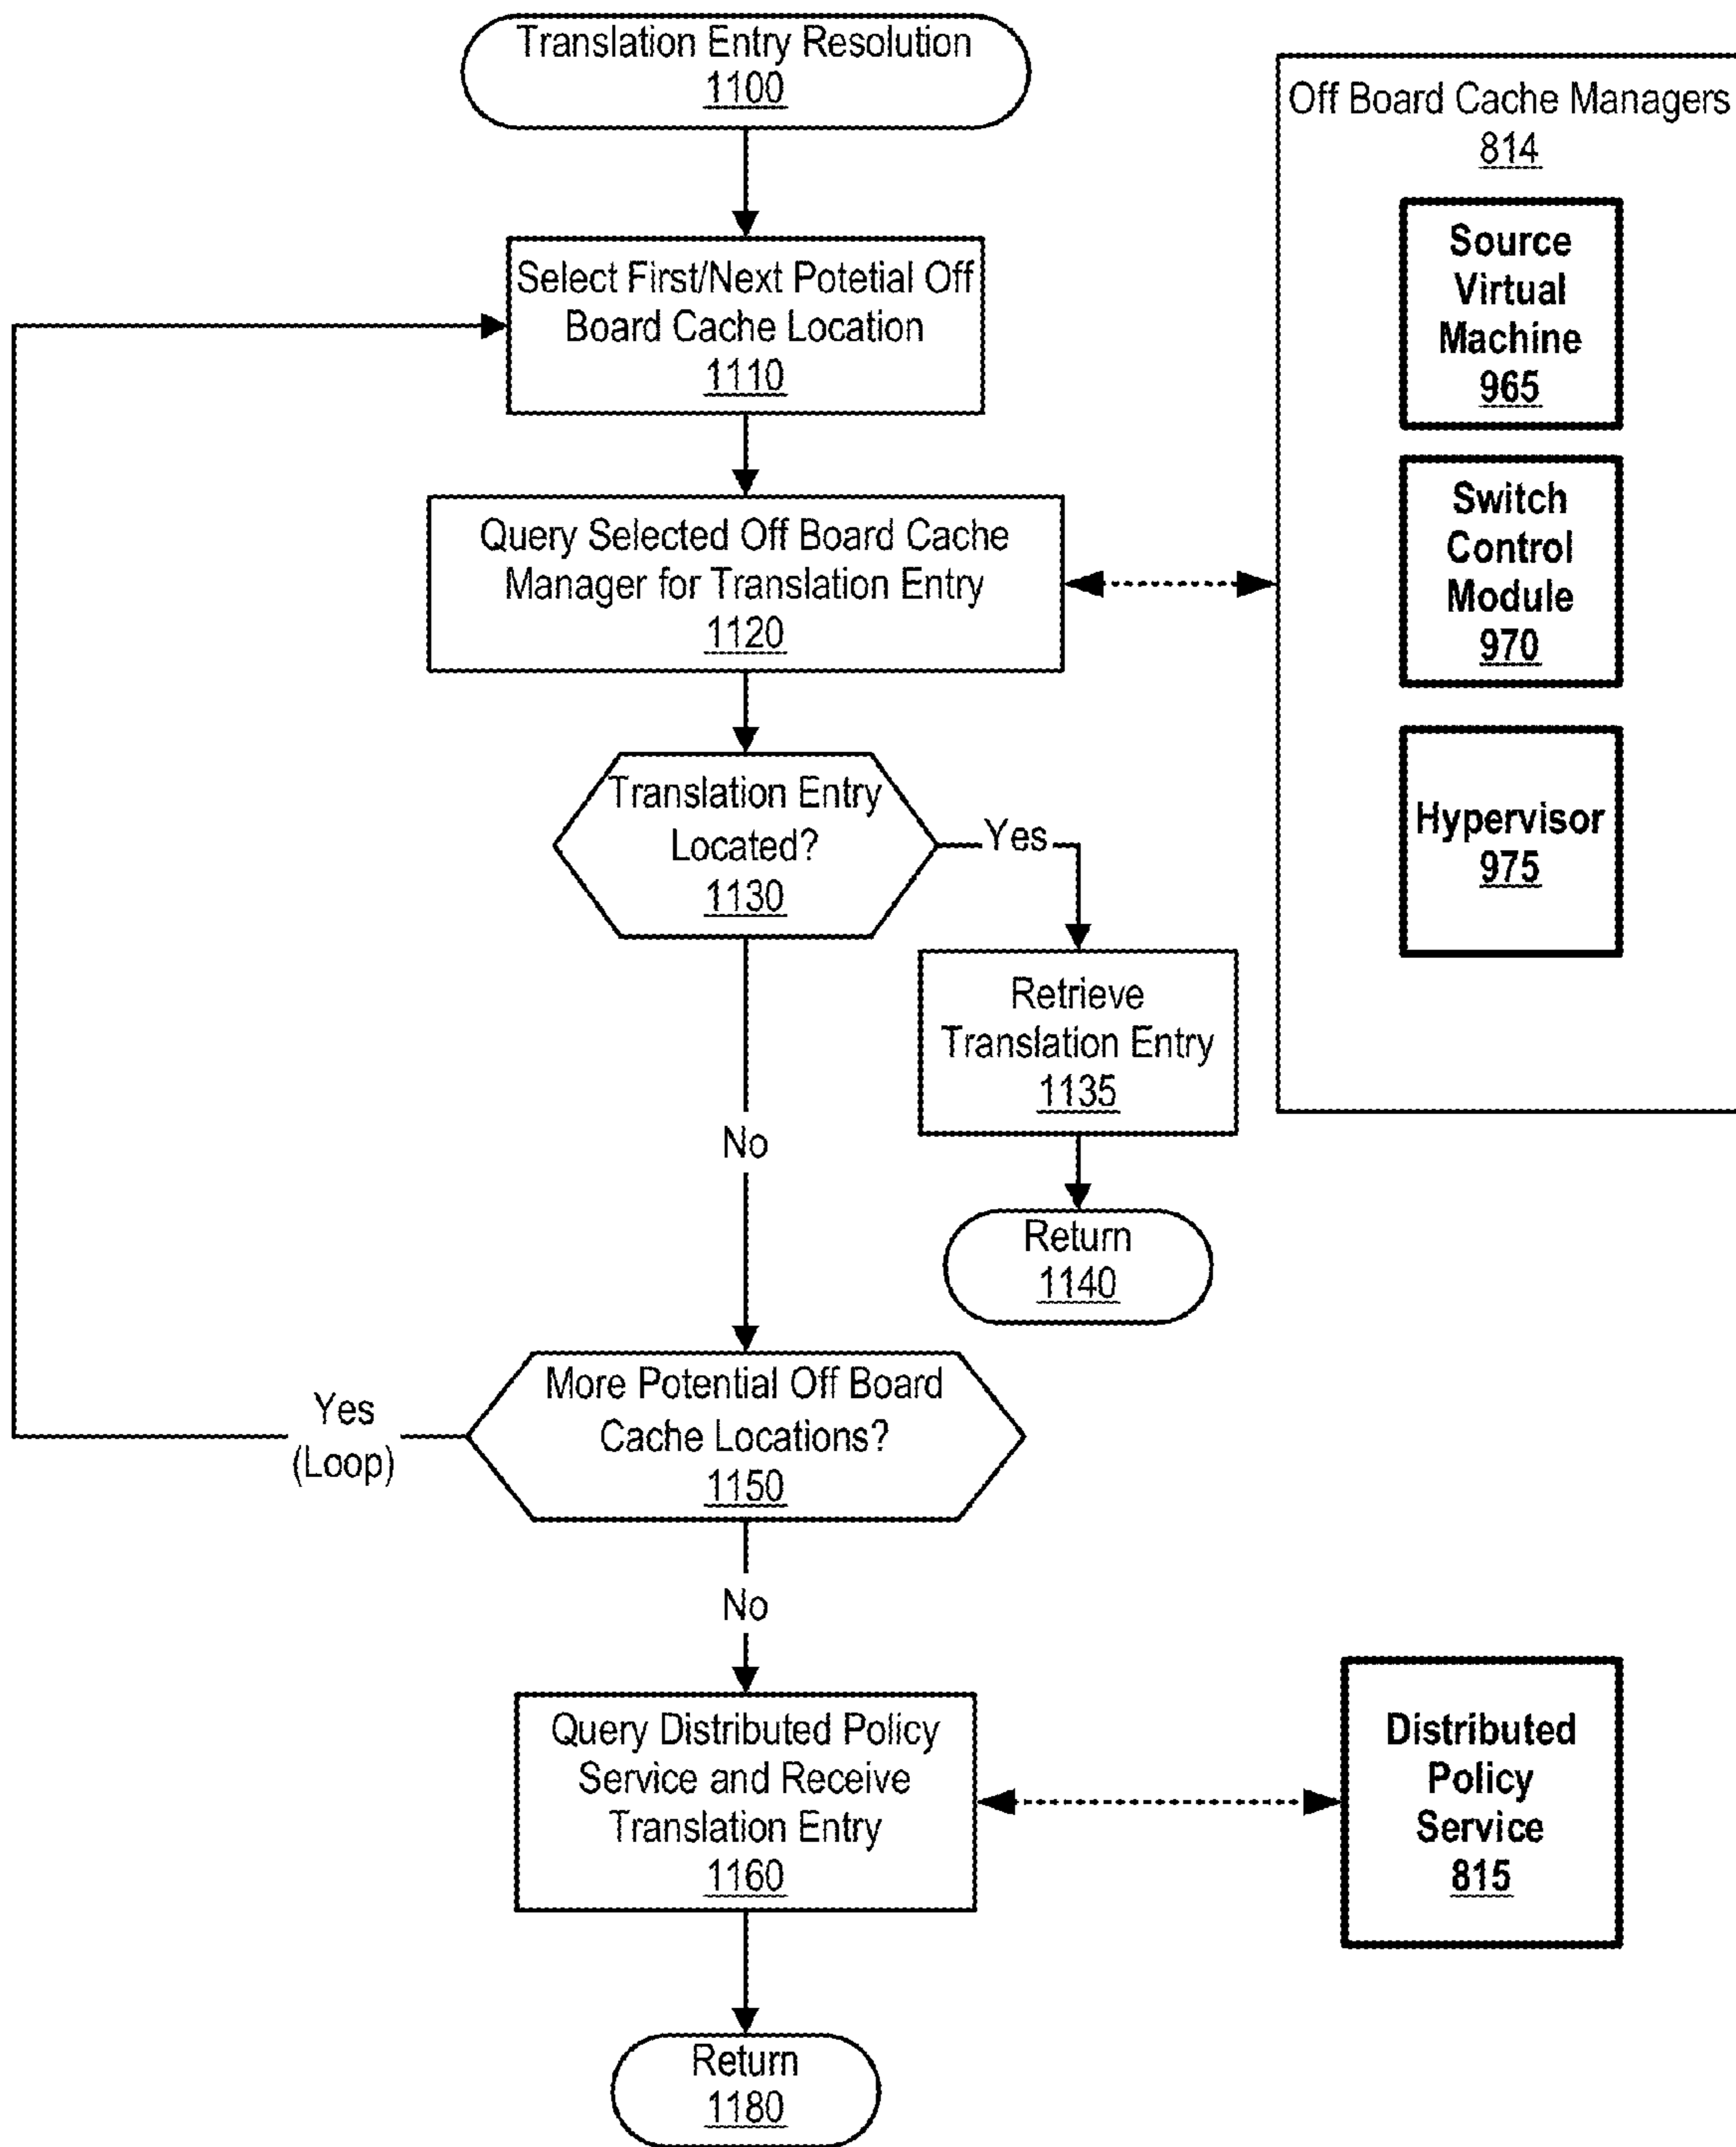 Translation Entry Resolution
1100
Off Board Cache Managers
814
Source
Virtual
Machine
965
Select First/Next Potetial Off
Board Cache Location
1110
Switch
Control
Module
970
Query Selected Off Board Cache
Manager for Translation Entry
1120
Hypervisor
975
Translation Entry
Located?
1130
Yes
Retrieve
Translation Entry
1135
No
Return
1140
More Potential Off Board
Cache Locations?
1150
Yes
(Loop)
No
Query Distributed Policy
Service and Receive
Translation Entry
1160
Distributed
Policy
Service
815
Return
1180